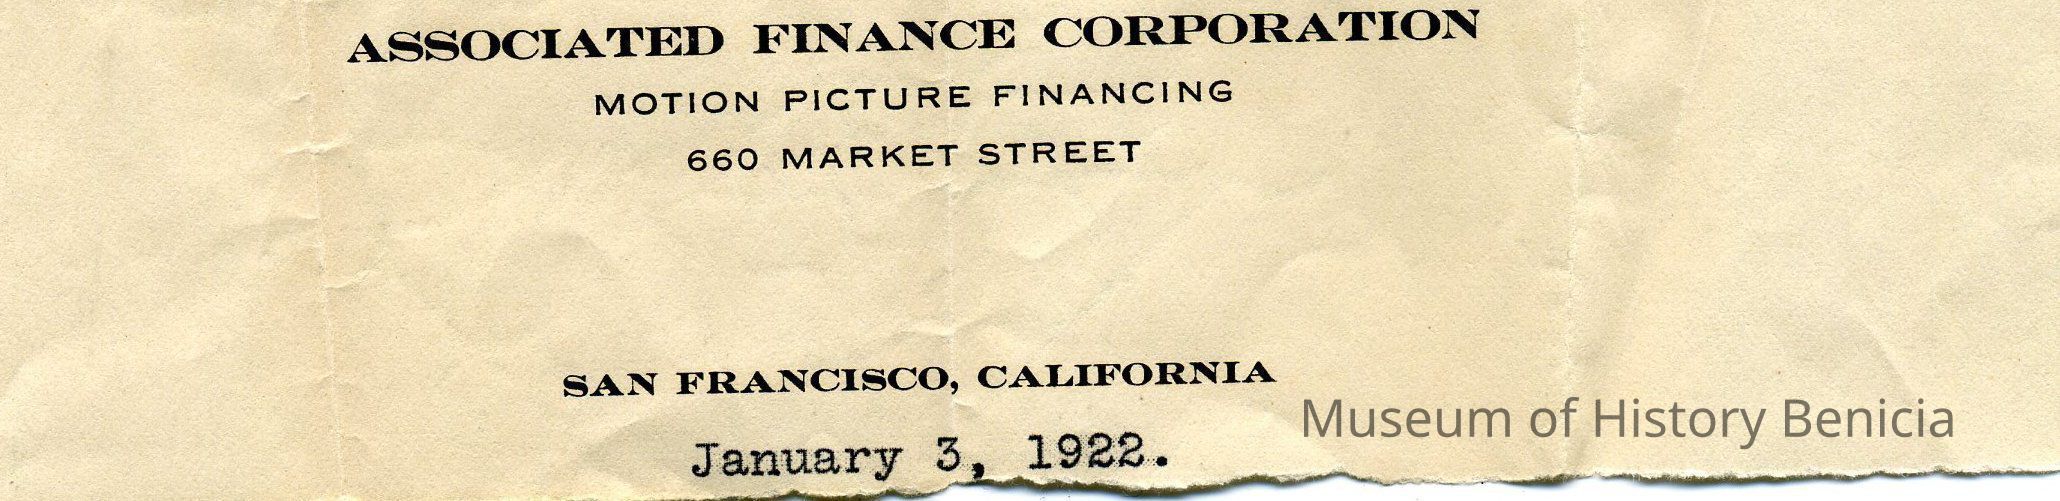 ASSOCIATED FINANCE CORPORATION
MOTION PICTURE FINANCING
660 MARKET STREET
SAN FRANCISCO, CALIFORNIA
Museum of History Benicia
January 3, 1922.